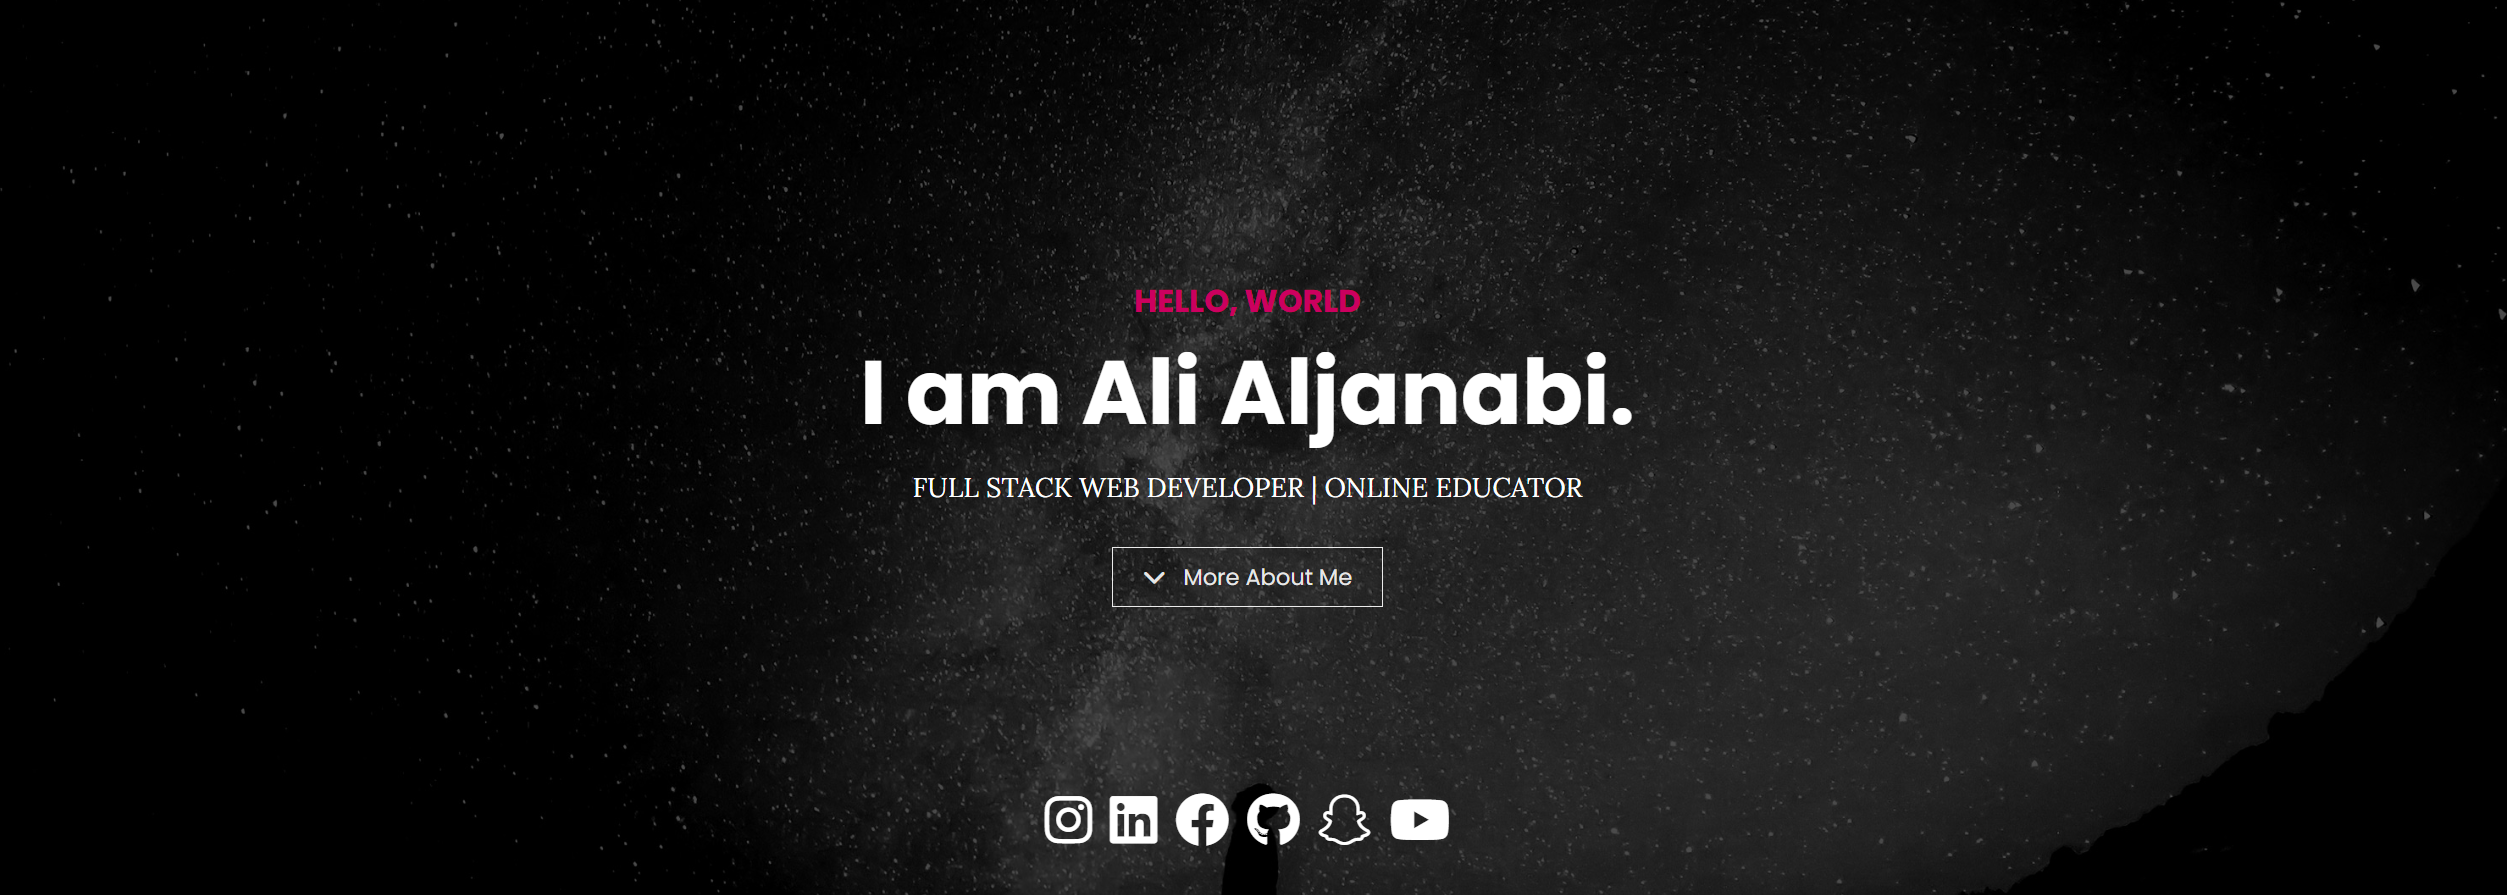 HELLO, WORLD
I am Ali Aljanabi.
FULL STACK WEB DEVELOPER | ONLINE EDUCATOR
More About Me